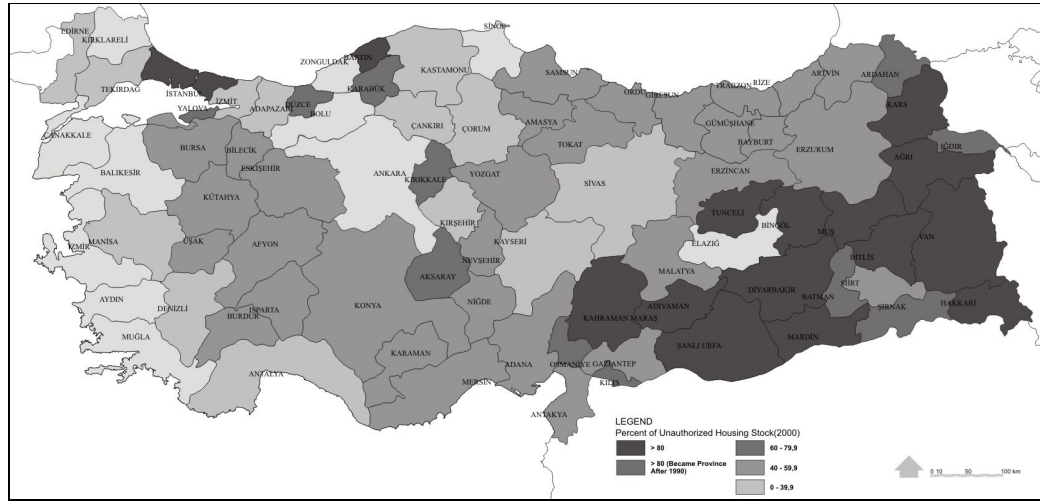 EDİRNE
KIRKLARELİ
TEKİRDAĞ
İSTANBUL
YALOVA
İZMİT
ADAPAZARI
DÜZCE
BOLU
ZONGULDAK
BARTIN
KARABÜK
KASTAMONU
SİNOP
SAMSUN
ORDU
GİRESUN
TRABZON
RİZE
ARTVİN
ARDAHAN
KARS
IĞDIR
AĞRI
ÇANAKKALE
BALIKESİR
BURSA
BİLECİK
ESKİŞEHİR
KÜTAHYA
ANKARA
ÇANKIRI
ÇORUM
AMASYA
TOKAT
GÜMÜŞHANE
BAYBURT
ERZURUM
ERZİNCAN
KIRIKKALE
YOZGAT
SİVAS
KIRŞEHİR
İZMİR
MANİSA
UŞAK
AFYON
KAYSERİ
NEVŞEHİR
AKSARAY
TUNCELİ
BİNGÖL
ELAZIĞ
MUŞ
VAN
BİTLİS
MALATYA
DİYARBAKIR
BATMAN
SİİRT
ŞIRNAK
HAKKARİ
AYDIN
DENİZLİ
MUĞLA
BURDUR
ISPARTA
ANTALYA
KONYA
KARAMAN
NİĞDE
MERSİN
ADANA
KAHRAMAN MARAŞ
ADIYAMAN
ŞANLI URFA
MARDİN
OSMANİYE
GAZİANTEP
KİLİS
ANTAKYA
LEGEND
Percent of Unauthorized Housing Stock(2000)
> 80
> 80 (Became Province
After 1990)
60 - 79,9
40 - 59,9
0 - 39,9
0 10 50 100 km